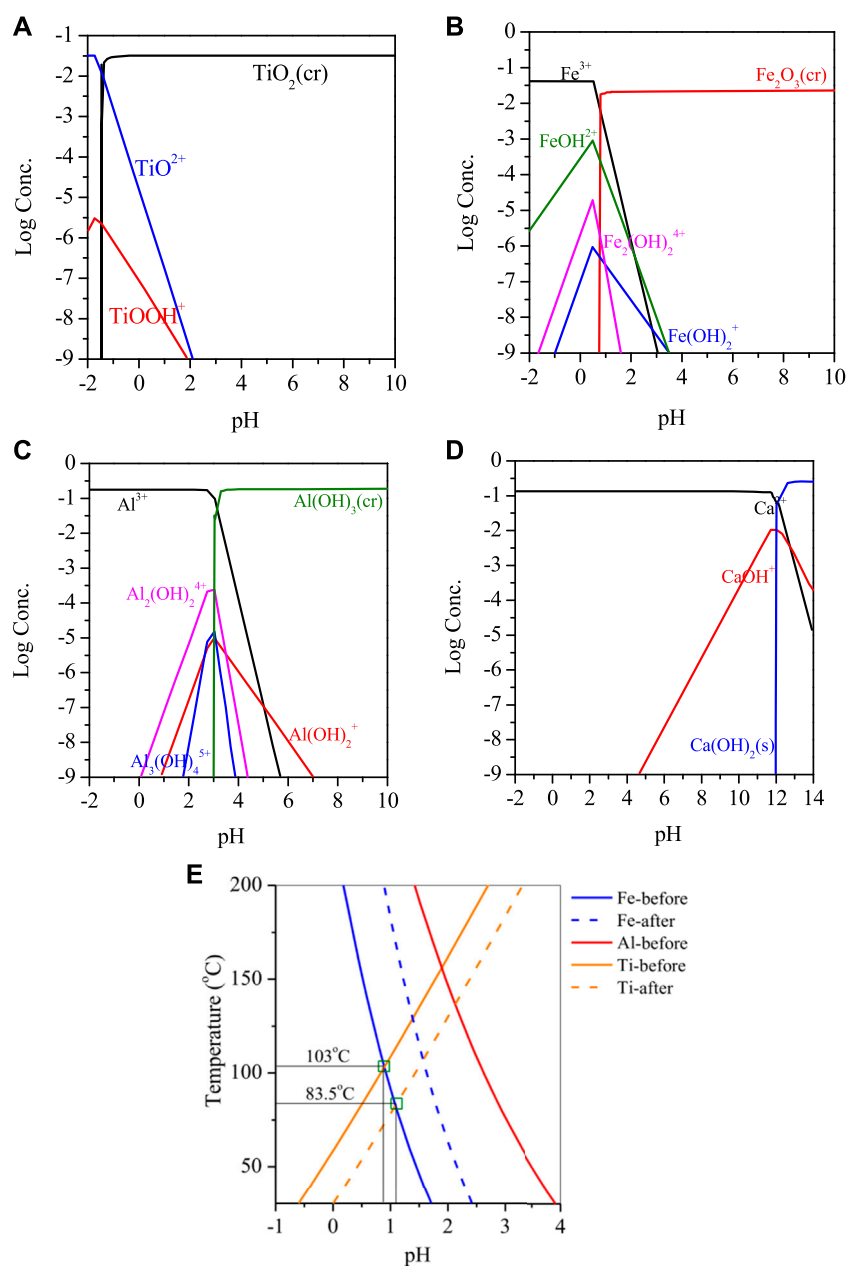 A
-1
-2
-3
-4
-5
-6
-7
-8
-9
Log Conc.
TiO₂(cr)
TiO²⁺
TiOOH⁺
-2 0 2 4 6 8 10
pH
B
0
-1
-2
-3
-4
-5
-6
-7
-8
-9
Log Conc.
Fe³⁺
Fe₂O₃(cr)
FeOH²⁺
Fe₂(OH)₂⁴⁺
Fe(OH)₂⁺
-2 0 2 4 6 8 10
pH
C
0
-1
-2
-3
-4
-5
-6
-7
-8
-9
Log Conc.
Al³⁺
Al(OH)₃(cr)
Al₂(OH)₂⁴⁺
Al(OH)₂⁺
Al₃(OH)₄⁵⁺
-2 0 2 4 6 8 10
pH
D
0
-1
-2
-3
-4
-5
-6
-7
-8
-9
Log Conc.
Ca²⁺
CaOH⁺
Ca(OH)₂(s)
-2 0 2 4 6 8 10 12 14
pH
E
200
150
100
50
Temperature (°C)
103°C
83.5°C
-1 0 1 2 3 4
pH
Fe-before
Fe-after
Al-before
Ti-before
Ti-after